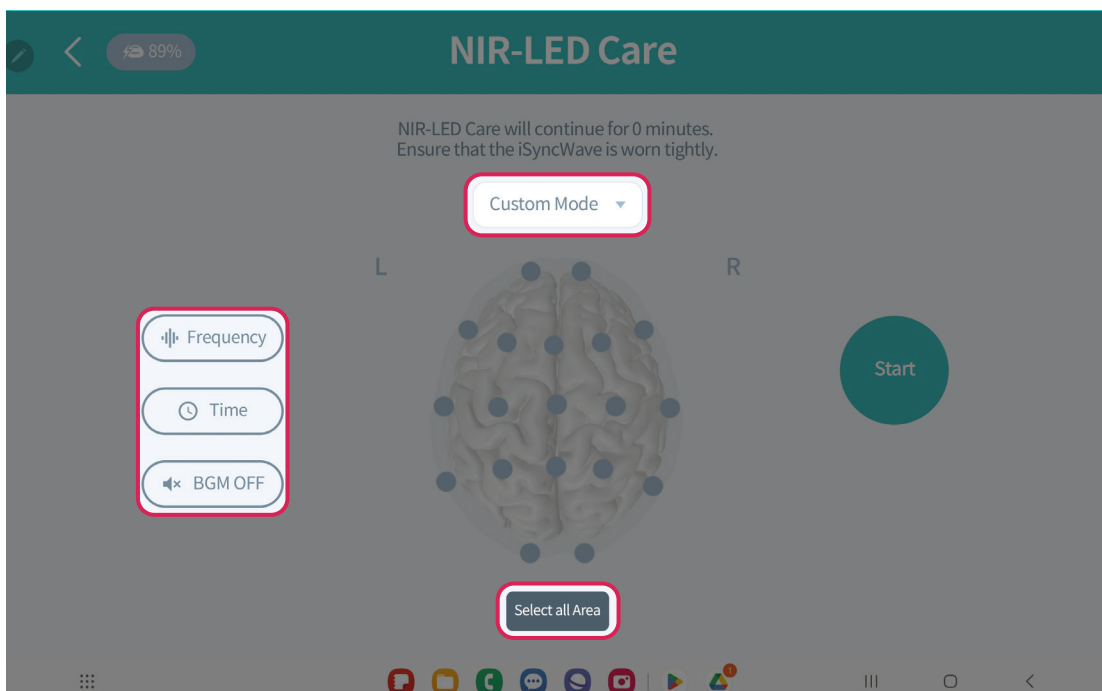 89%
NIR-LED Care
NIR-LED Care will continue for 0 minutes.
Ensure that the iSyncWave is worn tightly.
Custom Mode
L
R
Frequency
Start
Time
BGM OFF
Select all Area
1